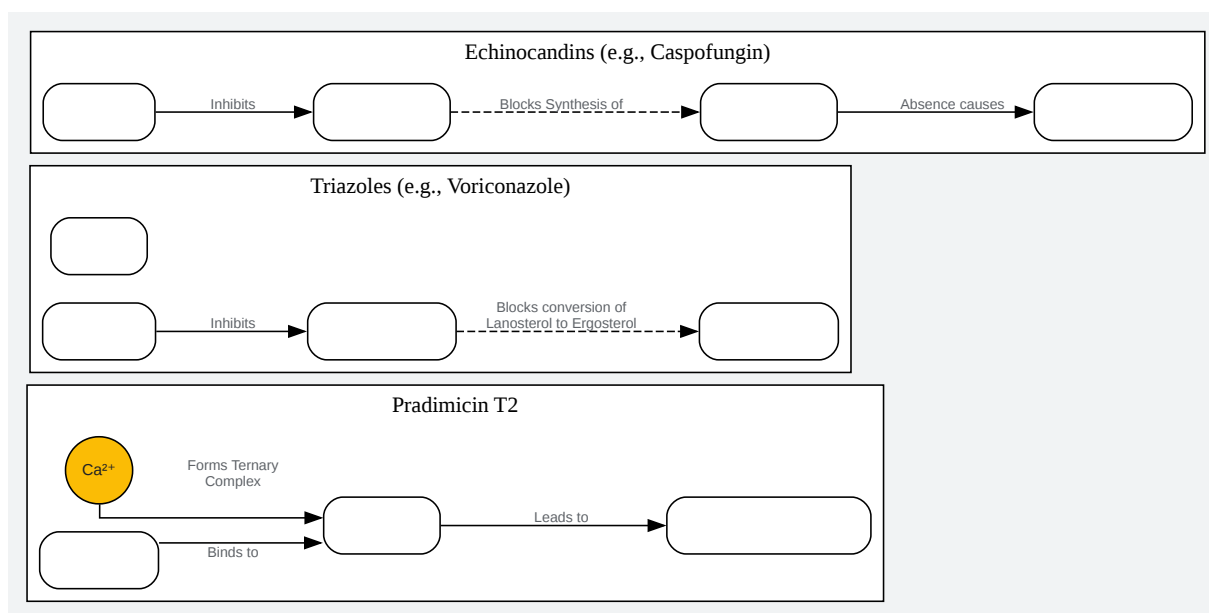 Echinocandins (e.g., Caspofungin)
Inhibits
Blocks Synthesis of
Absence causes
Triazoles (e.g., Voriconazole)
Inhibits
Blocks conversion of
Lanosterol to Ergosterol
Pradimicin T2
Ca²⁺
Forms Ternary
Complex
Leads to
Binds to